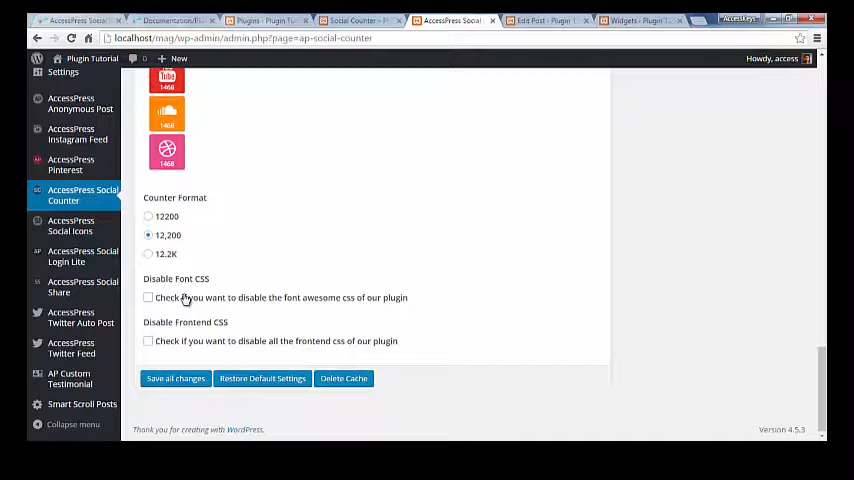 AccessPress Social
Documentation/Pl
Plugins ‹ Plugin Tut
Social Counter – Pl
AccessPress Social
Edit Post ‹ Plugin T
Widgets ‹ Plugin T
AccessKeys
localhost/mag/wp-admin/admin.php?page=ap-social-counter
Plugin Tutorial
0
+ New
Howdy, access
Settings
AccessPress
Anonymous Post
AccessPress
Instagram Feed
AccessPress
Pinterest
AccessPress Social
Counter
AccessPress
Social Icons
AccessPress Social
Login Lite
AccessPress Social
Share
AccessPress
Twitter Auto Post
AccessPress
Twitter Feed
AP Custom
Testimonial
Smart Scroll Posts
Collapse menu
Tube
1468
1468
1468
Counter Format
12200
12,200
12.2K
Disable Font CSS
Check if you want to disable the font awesome css of our plugin
Disable Frontend CSS
Check if you want to disable all the frontend css of our plugin
Save all changes
Restore Default Settings
Delete Cache
Thank you for creating with WordPress.
Version 4.5.3